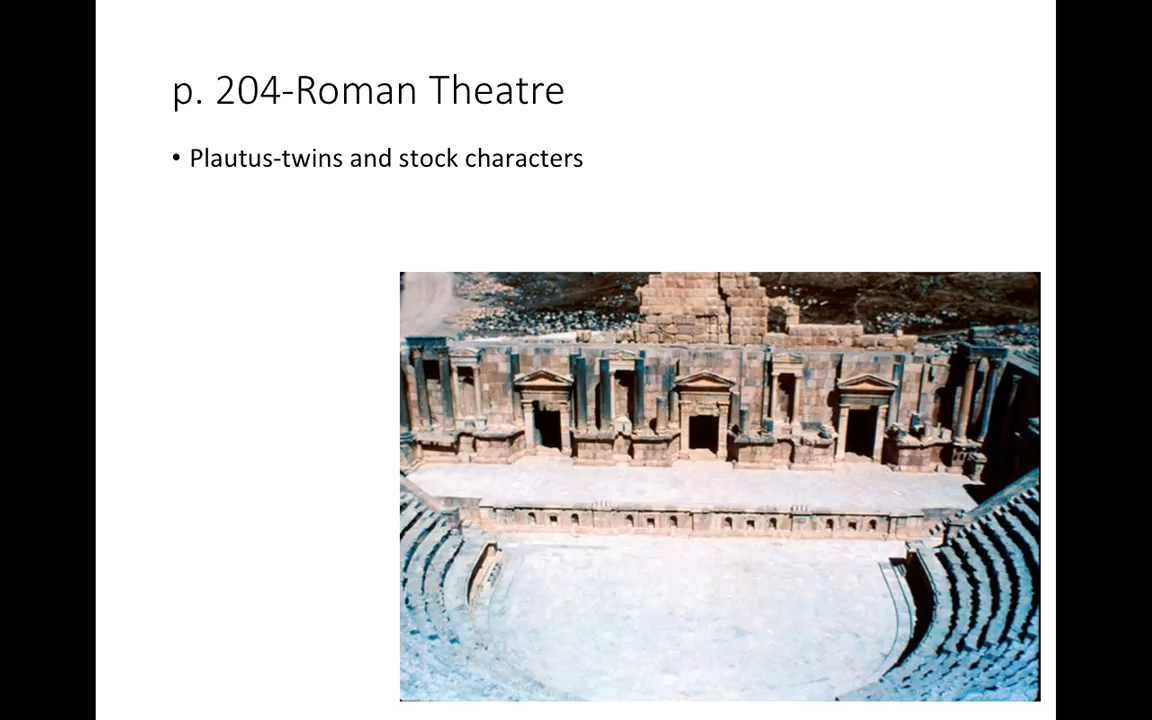 p. 204-Roman Theatre
• Plautus-twins and stock characters